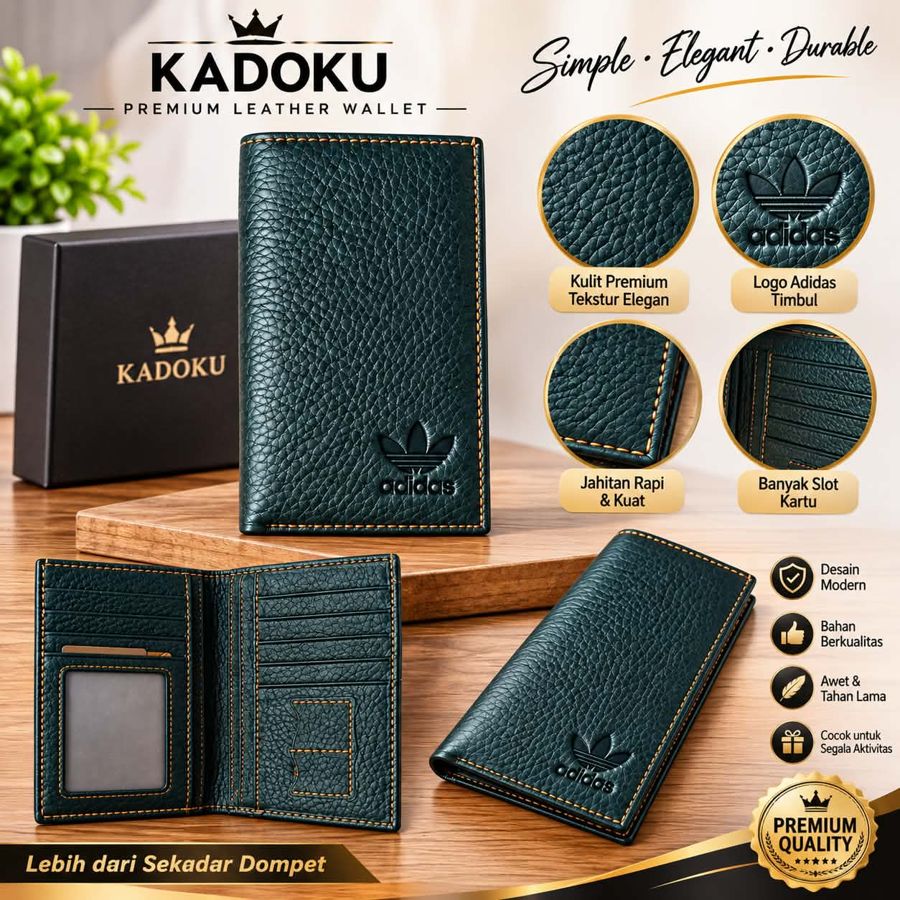 KADOKU
PREMIUM LEATHER WALLET
Simple · Elegant · Durable
adidas
Kulit Premium
Tekstur Elegan
Logo Adidas
Timbul
KADOKU
adidas
Jahitan Rapi
& Kuat
Banyak Slot
Kartu
Desain
Modern
Bahan
Berkualitas
Awet &
Tahan Lama
Cocok untuk
Segala Aktivitas
adidas
PREMIUM
QUALITY
Lebih dari Sekadar Dompet